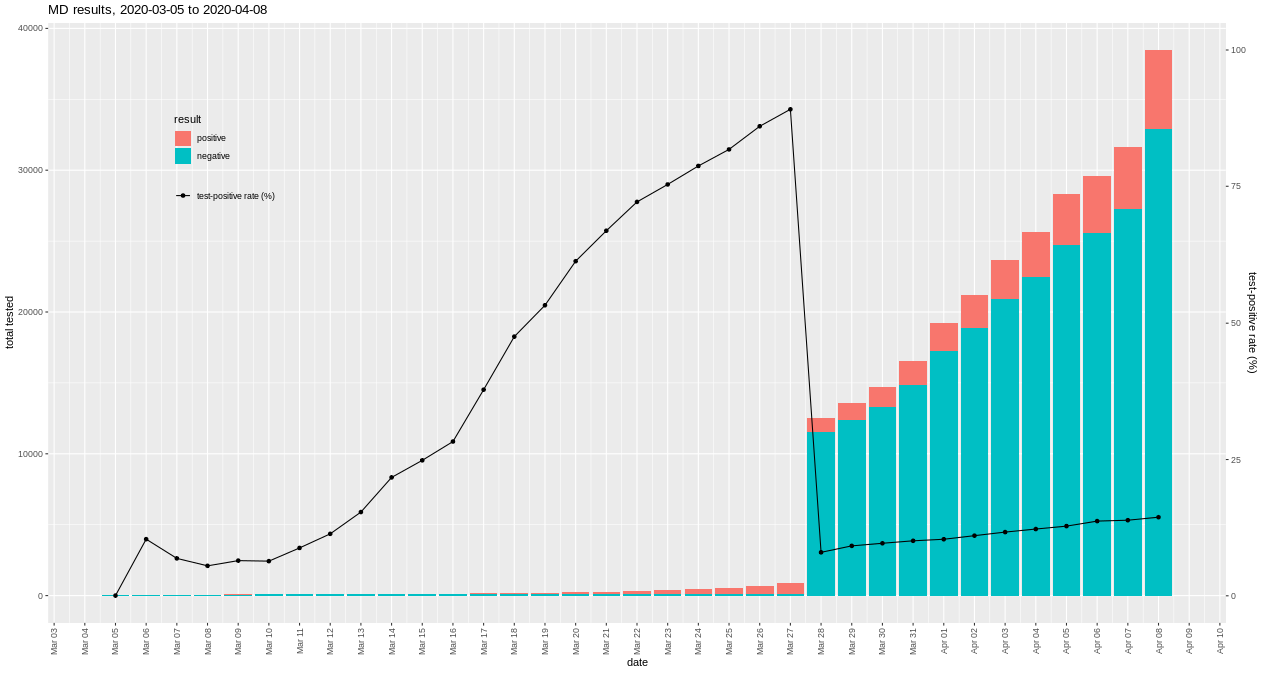 MD results, 2020-03-05 to 2020-04-08
40000
30000
20000
10000
0
total tested
result
positive
negative
test-positive rate (%)
100
75
50
25
0
test-positive rate (%)
Mar 03
Mar 04
Mar 05
Mar 06
Mar 07
Mar 08
Mar 09
Mar 10
Mar 11
Mar 12
Mar 13
Mar 14
Mar 15
Mar 16
Mar 17
Mar 18
Mar 19
Mar 20
Mar 21
Mar 22
Mar 23
Mar 24
Mar 25
Mar 26
Mar 27
Mar 28
Mar 29
Mar 30
Mar 31
Apr 01
Apr 02
Apr 03
Apr 04
Apr 05
Apr 06
Apr 07
Apr 08
Apr 09
Apr 10
date